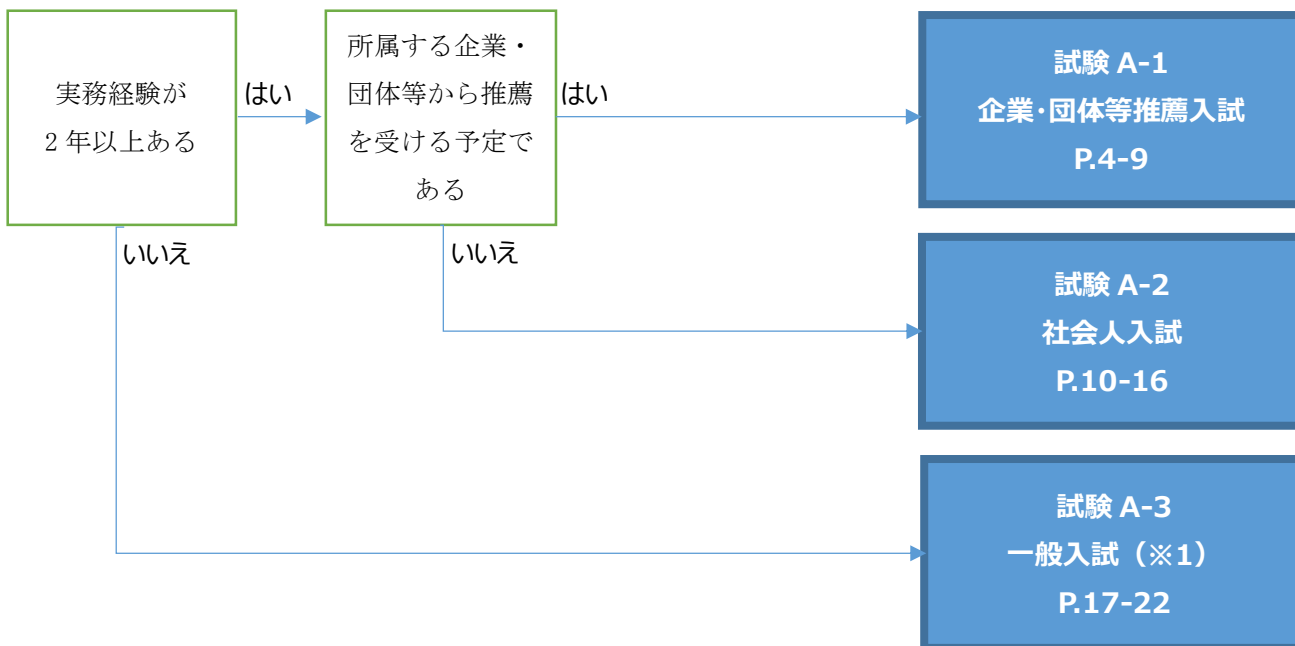 実務経験が
2年以上ある
はい
所属する企業・
団体等から推薦
を受ける予定で
ある
はい
試験 A-1
企業・団体等推薦入試
P.4-9
いいえ
いいえ
試験 A-2
社会人入試
P.10-16
試験 A-3
一般入試（※1）
P.17-22